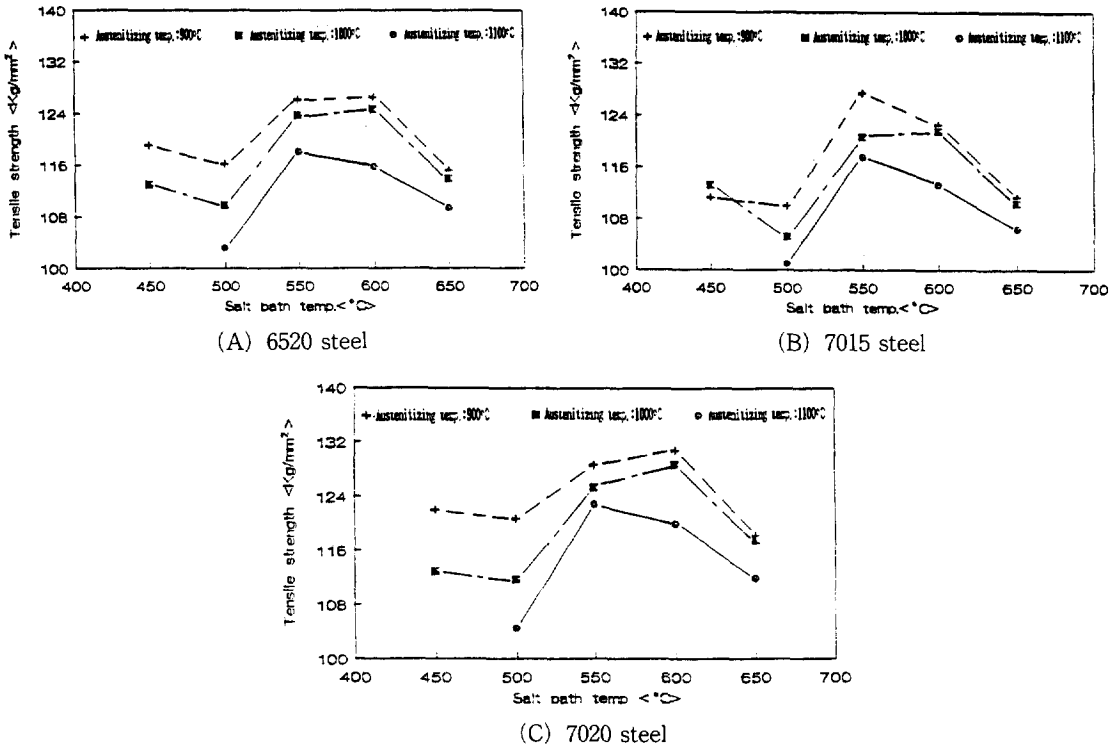 140
132
124
116
108
100
Tensile strength <Kg/mm²>
+ Austenitizing temp.:900°C ✱ Austenitizing temp.:1000°C o Austenitizing temp.:1100°C
400 450 500 550 600 650 700
Salt bath temp.<°C>
(A) 6520 steel
140
132
124
116
108
100
Tensile strength <Kg/mm²>
+ Austenitizing temp.:900°C ✱ Austenitizing temp.:1000°C o Austenitizing temp.:1100°C
400 450 500 550 600 650 700
Salt bath temp.<°C>
(B) 7015 steel
140
132
124
116
108
100
Tensile strength <Kg/mm²>
+ Austenitizing temp.:900°C ✱ Austenitizing temp.:1000°C o Austenitizing temp.:1100°C
400 450 500 550 600 650 700
Salt bath temp <°C>
(C) 7020 steel